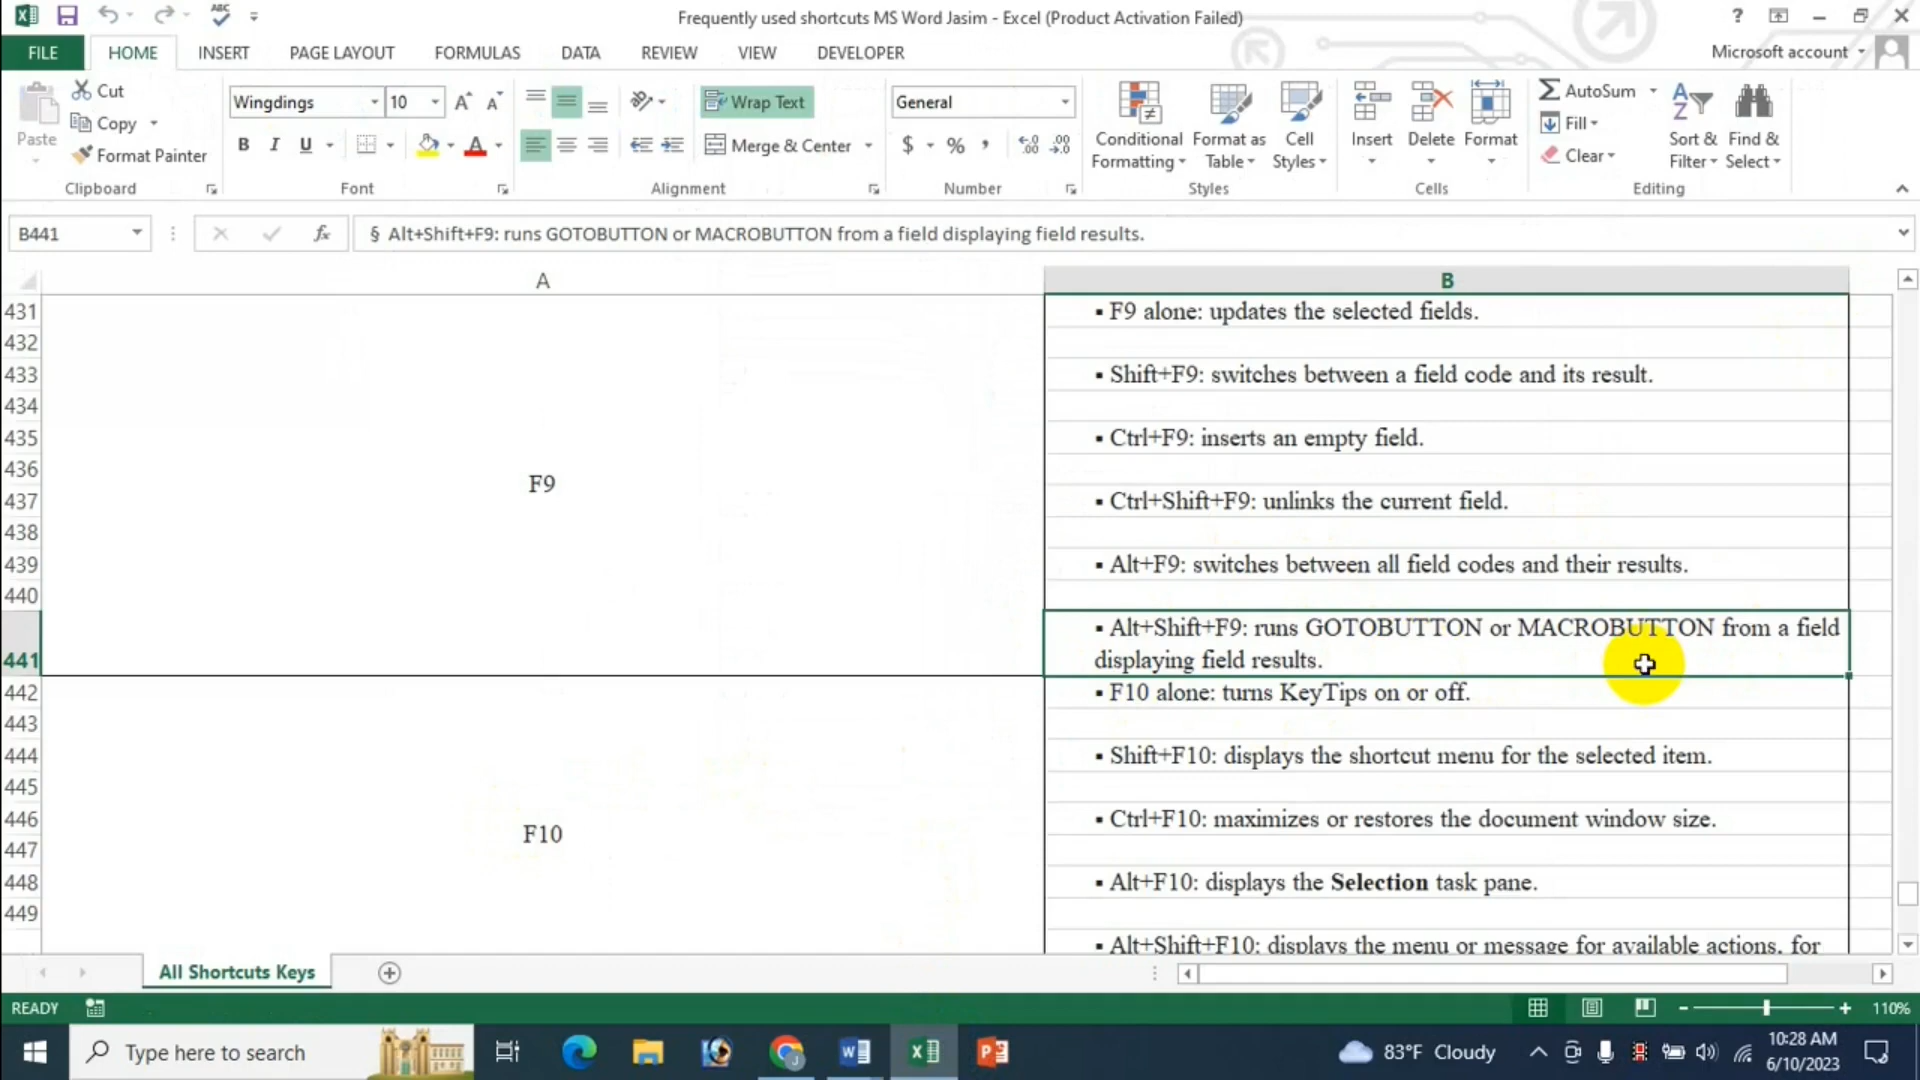 Frequently used shortcuts MS Word Jasim - Excel (Product Activation Failed)
FILE HOME INSERT PAGE LAYOUT FORMULAS DATA REVIEW VIEW DEVELOPER Microsoft account
Paste Cut Copy Format Painter
Wingdings 10
B I U
Wrap Text
Merge & Center
General
$ %
Conditional Formatting Format as Table Cell Styles
Insert Delete Format
AutoSum Fill Clear
Sort & Filter Find & Select
Clipboard Font Alignment Number Styles Cells Editing
B441 fx § Alt+Shift+F9: runs GOTOBUTTON or MACROBUTTON from a field displaying field results.
A B
431 ▪ F9 alone: updates the selected fields.
432
433 ▪ Shift+F9: switches between a field code and its result.
434
435 ▪ Ctrl+F9: inserts an empty field.
436
F9
437 ▪ Ctrl+Shift+F9: unlinks the current field.
438
439 ▪ Alt+F9: switches between all field codes and their results.
440
▪ Alt+Shift+F9: runs GOTOBUTTON or MACROBUTTON from a field
441 displaying field results.
442 ▪ F10 alone: turns KeyTips on or off.
443
444 ▪ Shift+F10: displays the shortcut menu for the selected item.
445
446 ▪ Ctrl+F10: maximizes or restores the document window size.
F10
447
448 ▪ Alt+F10: displays the Selection task pane.
449
▪ Alt+Shift+F10: displays the menu or message for available actions, for
All Shortcuts Keys
READY 110%
Type here to search 83°F Cloudy 10:28 AM
6/10/2023